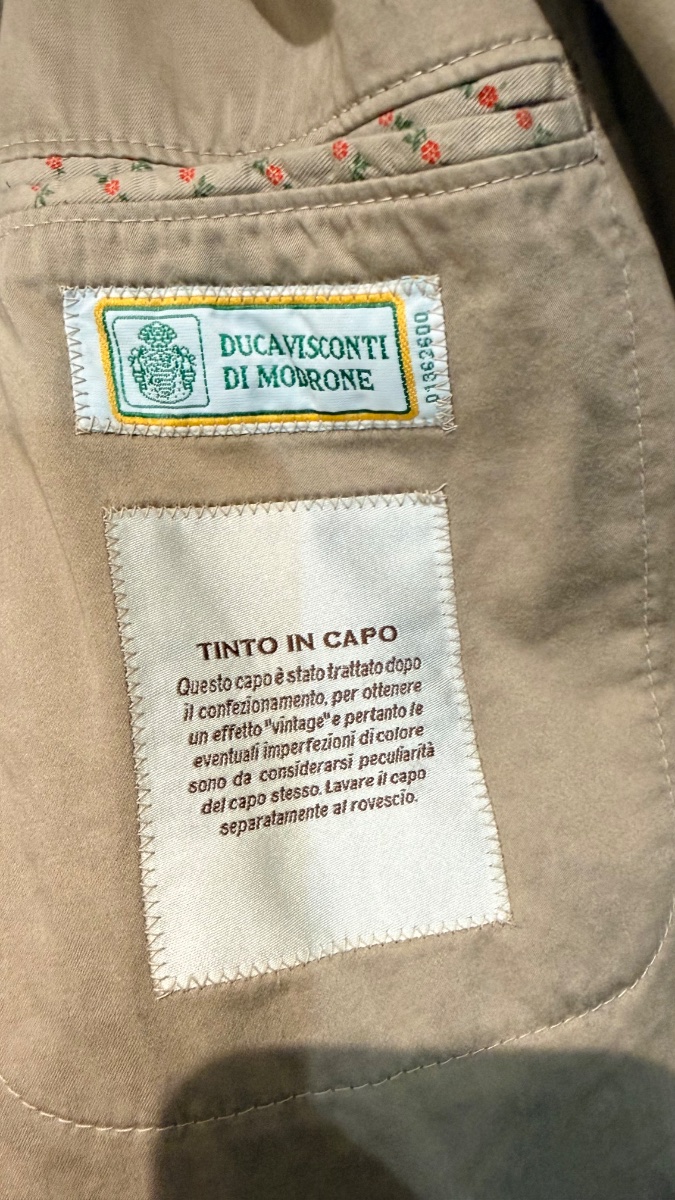 DUCAVISCONTI
DI MODRONE
01363600
TINTO IN CAPO
Questo capo è stato trattato dopo
il confezionamento, per ottenere
un effetto "vintage" e pertanto le
eventuali imperfezioni di colore
sono da considerarsi peculiarità
del capo stesso. Lavare il capo
separatamente al rovescio.